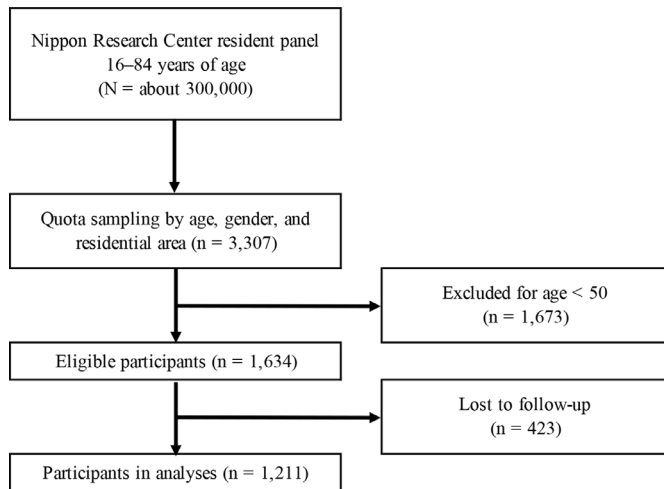 Nippon Research Center resident panel
16–84 years of age
(N = about 300,000)
Quota sampling by age, gender, and
residential area (n = 3,307)
Excluded for age < 50
(n = 1,673)
Eligible participants (n = 1,634)
Lost to follow-up
(n = 423)
Participants in analyses (n = 1,211)